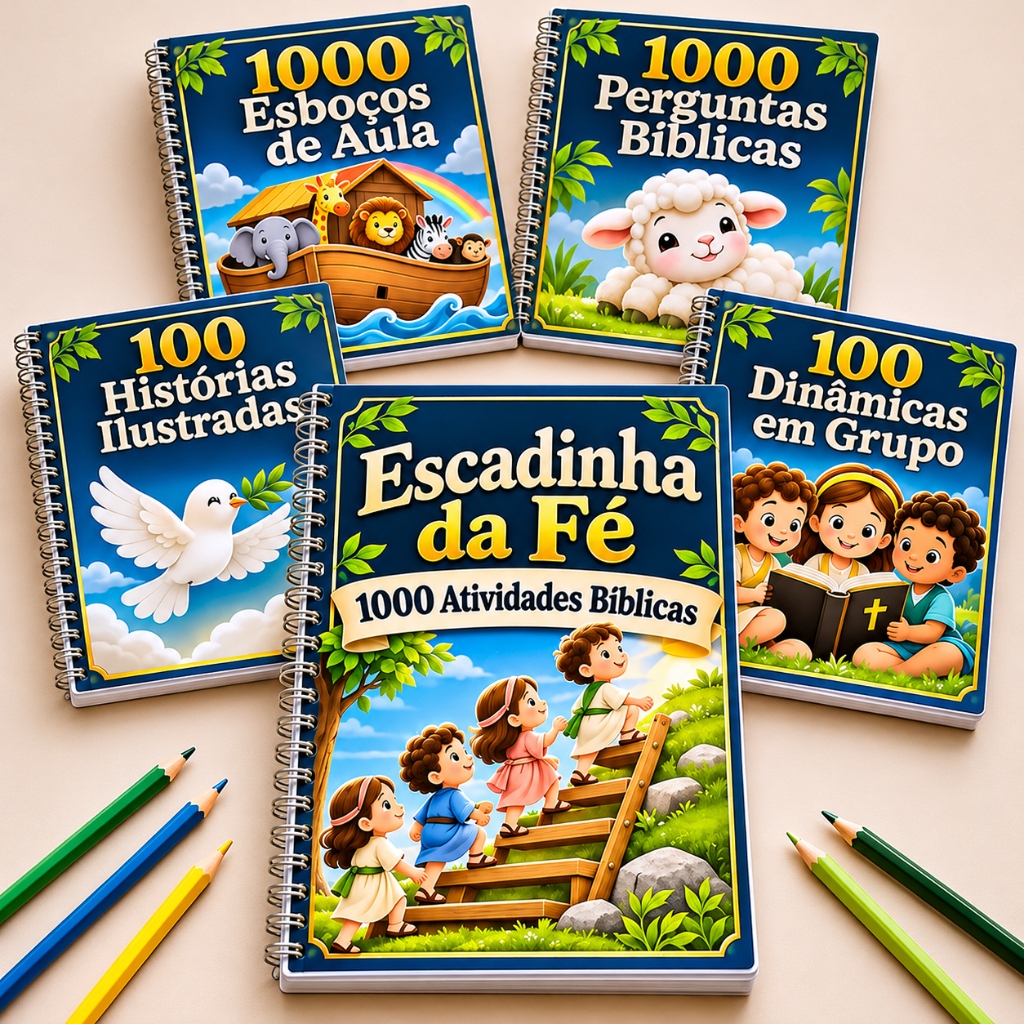 1000
Esboços
de Aula
1000
Perguntas
Bíblicas
100
Histórias
Ilustradas
100
Dinâmicas
em Grupo
Escadinha
da Fé
1000 Atividades Bíblicas